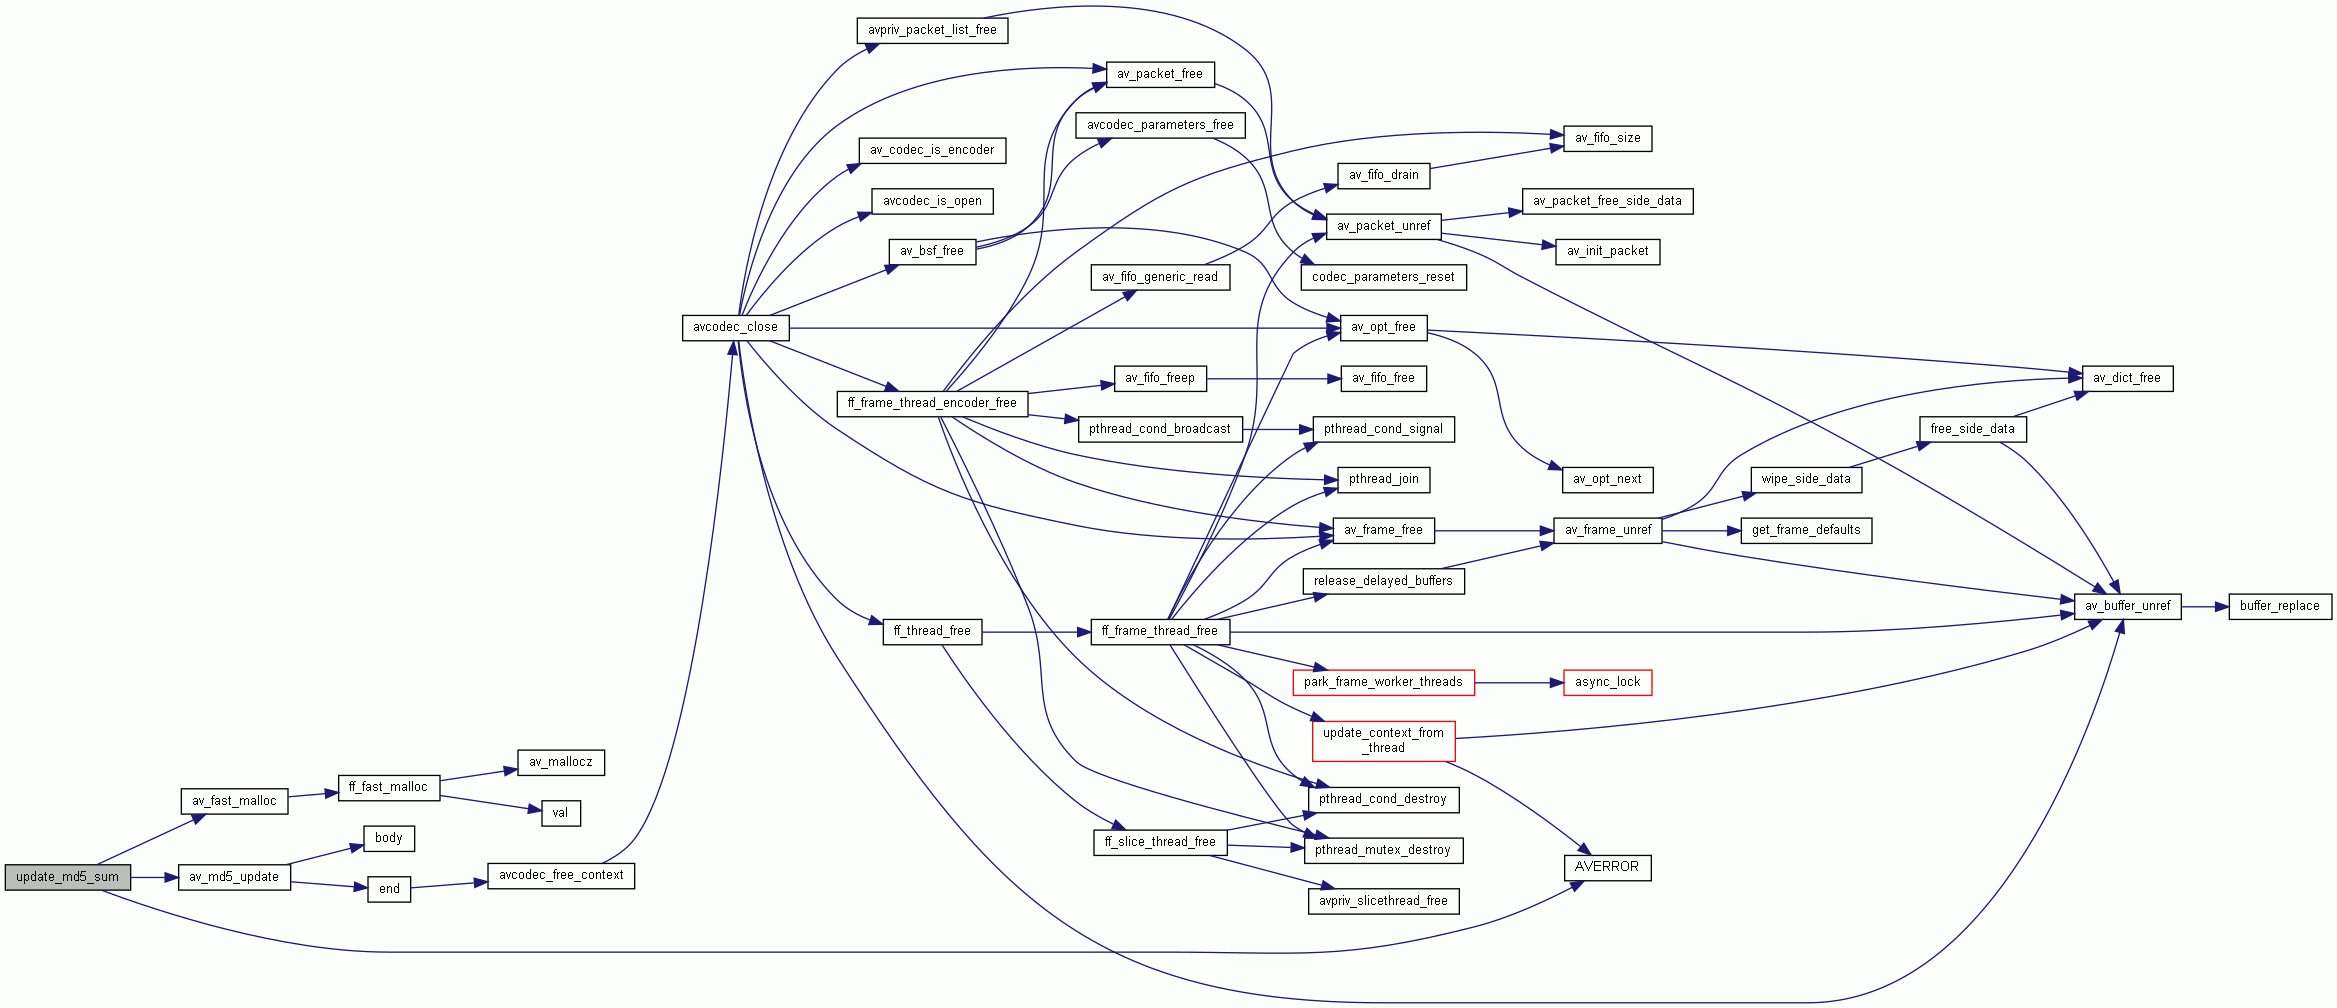 avpriv_packet_list_free
av_packet_free
avcodec_parameters_free
av_fifo_size
av_codec_is_encoder
av_fifo_drain
avcodec_is_open
av_packet_free_side_data
av_packet_unref
av_bsf_free
av_init_packet
av_fifo_generic_read
codec_parameters_reset
avcodec_close
av_opt_free
av_fifo_freep
av_fifo_free
av_dict_free
ff_frame_thread_encoder_free
pthread_cond_broadcast
pthread_cond_signal
free_side_data
pthread_join
av_opt_next
wipe_side_data
av_frame_free
av_frame_unref
get_frame_defaults
release_delayed_buffers
av_buffer_unref
buffer_replace
ff_thread_free
ff_frame_thread_free
park_frame_worker_threads
async_lock
update_context_from
_thread
av_mallocz
ff_fast_malloc
av_fast_malloc
pthread_cond_destroy
val
body
ff_slice_thread_free
pthread_mutex_destroy
AVERROR
update_md5_sum
av_md5_update
end
avcodec_free_context
avpriv_slicethread_free